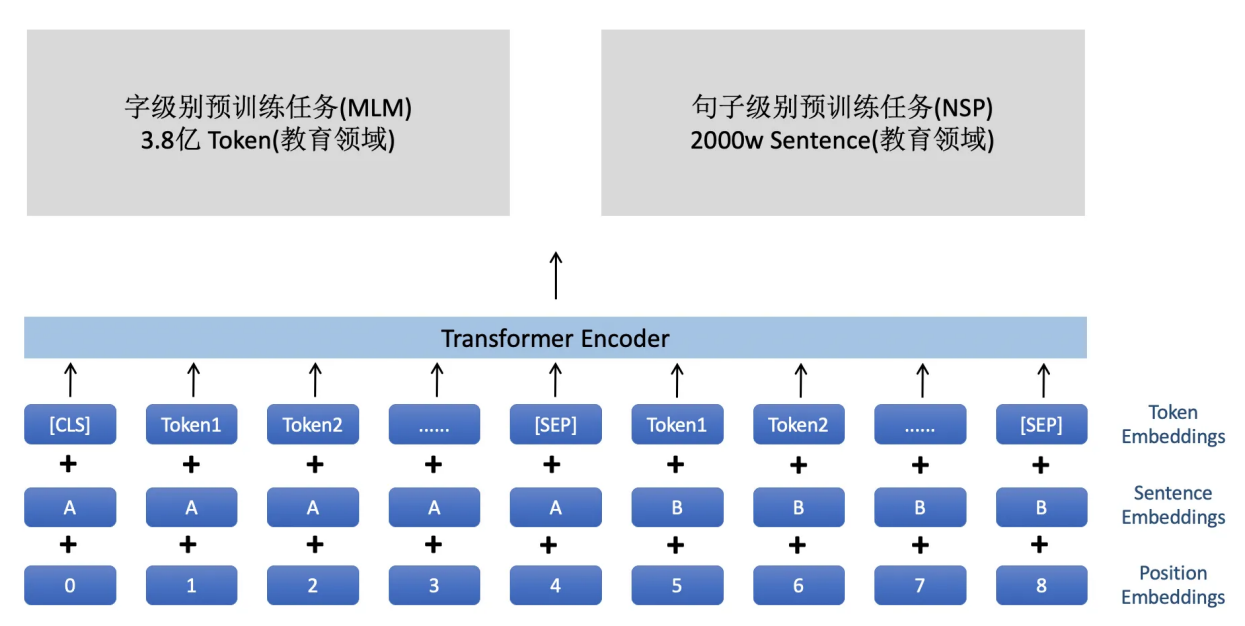 字级别预训练任务(MLM)
3.8亿 Token(教育领域)
句子级别预训练任务(NSP)
2000w Sentence(教育领域)
Transformer Encoder
[CLS] Token1 Token2 ...... [SEP] Token1 Token2 ...... [SEP]
Token
Embeddings
+ + + + + + + + +
A A A A A B B B B
Sentence
Embeddings
+ + + + + + + + +
0 1 2 3 4 5 6 7 8
Position
Embeddings